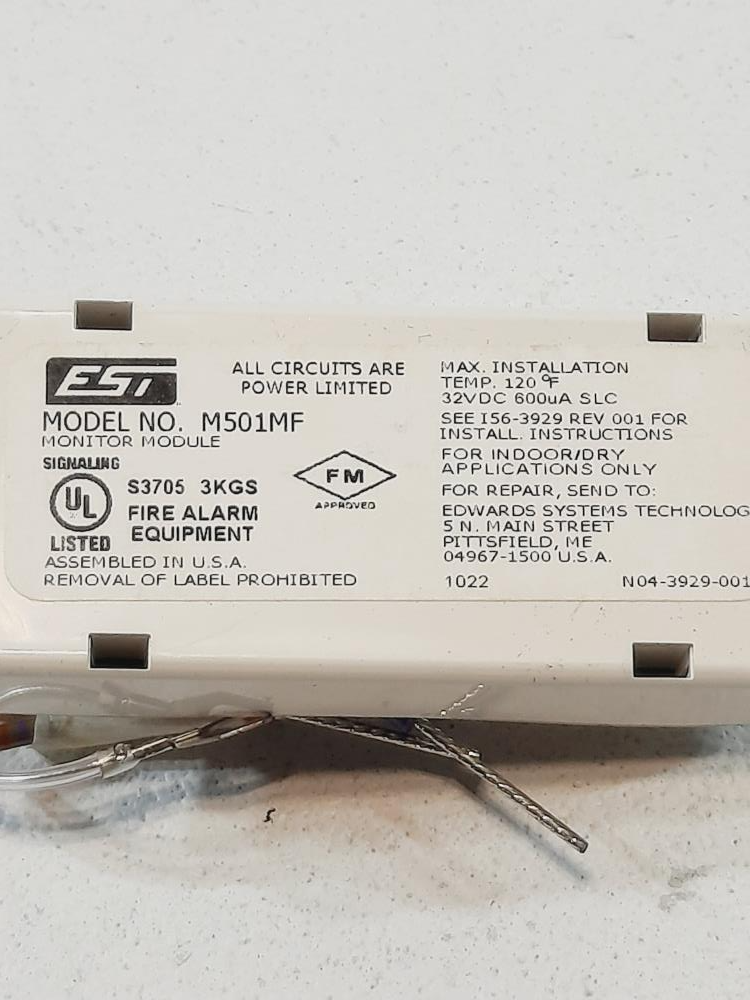 EST
ALL CIRCUITS ARE
POWER LIMITED
MODEL NO. M501MF
MONITOR MODULE
SIGNALING
UL
LISTED
S3705 3KGS
FIRE ALARM
EQUIPMENT
FM
APPROVED
ASSEMBLED IN U.S.A.
REMOVAL OF LABEL PROHIBITED
MAX. INSTALLATION
TEMP. 120 °F
32VDC 600uA SLC
SEE I56-3929 REV 001 FOR
INSTALL. INSTRUCTIONS
FOR INDOOR/DRY
APPLICATIONS ONLY
FOR REPAIR, SEND TO:
EDWARDS SYSTEMS TECHNOLOG
5 N. MAIN STREET
PITTSFIELD, ME
04967-1500 U.S.A.
1022 N04-3929-001